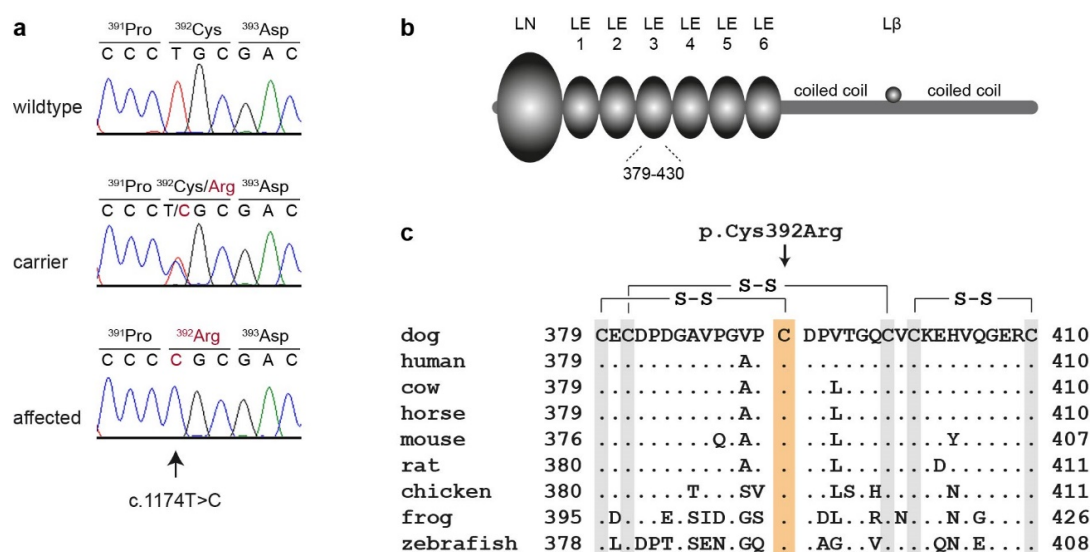 a
391Pro 392Cys 393Asp
C C C T G C G A C
wildtype
391Pro 392Cys/Arg 393Asp
C C C T/C G C G A C
carrier
391Pro 392Arg 393Asp
C C C C G C G A C
affected
c.1174T>C
b
LN LE 1 LE 2 LE 3 LE 4 LE 5 LE 6 Lβ
coiled coil coiled coil
379-430
c
p.Cys392Arg
S-S
S-S S-S
dog 379 CECDPDGAVPGVP C DPVTGQCVCKEHVQGERC 410
human 379 ...........A. . .................. 410
cow 379 ...........A. . ..L............... 410
horse 379 ...........A. . ..L............... 410
mouse 376 .........Q.A. . ..L........Y...... 407
rat 380 ...........A. . ..L.......D....... 411
chicken 380 .......T...SV . ..LS.H.....N...... 411
frog 395 .D...E.SID.GS . .DL..R.N...N.G.... 426
zebrafish 378 .L.DPT.SEN.GQ . .AG..V....QN.E.... 408